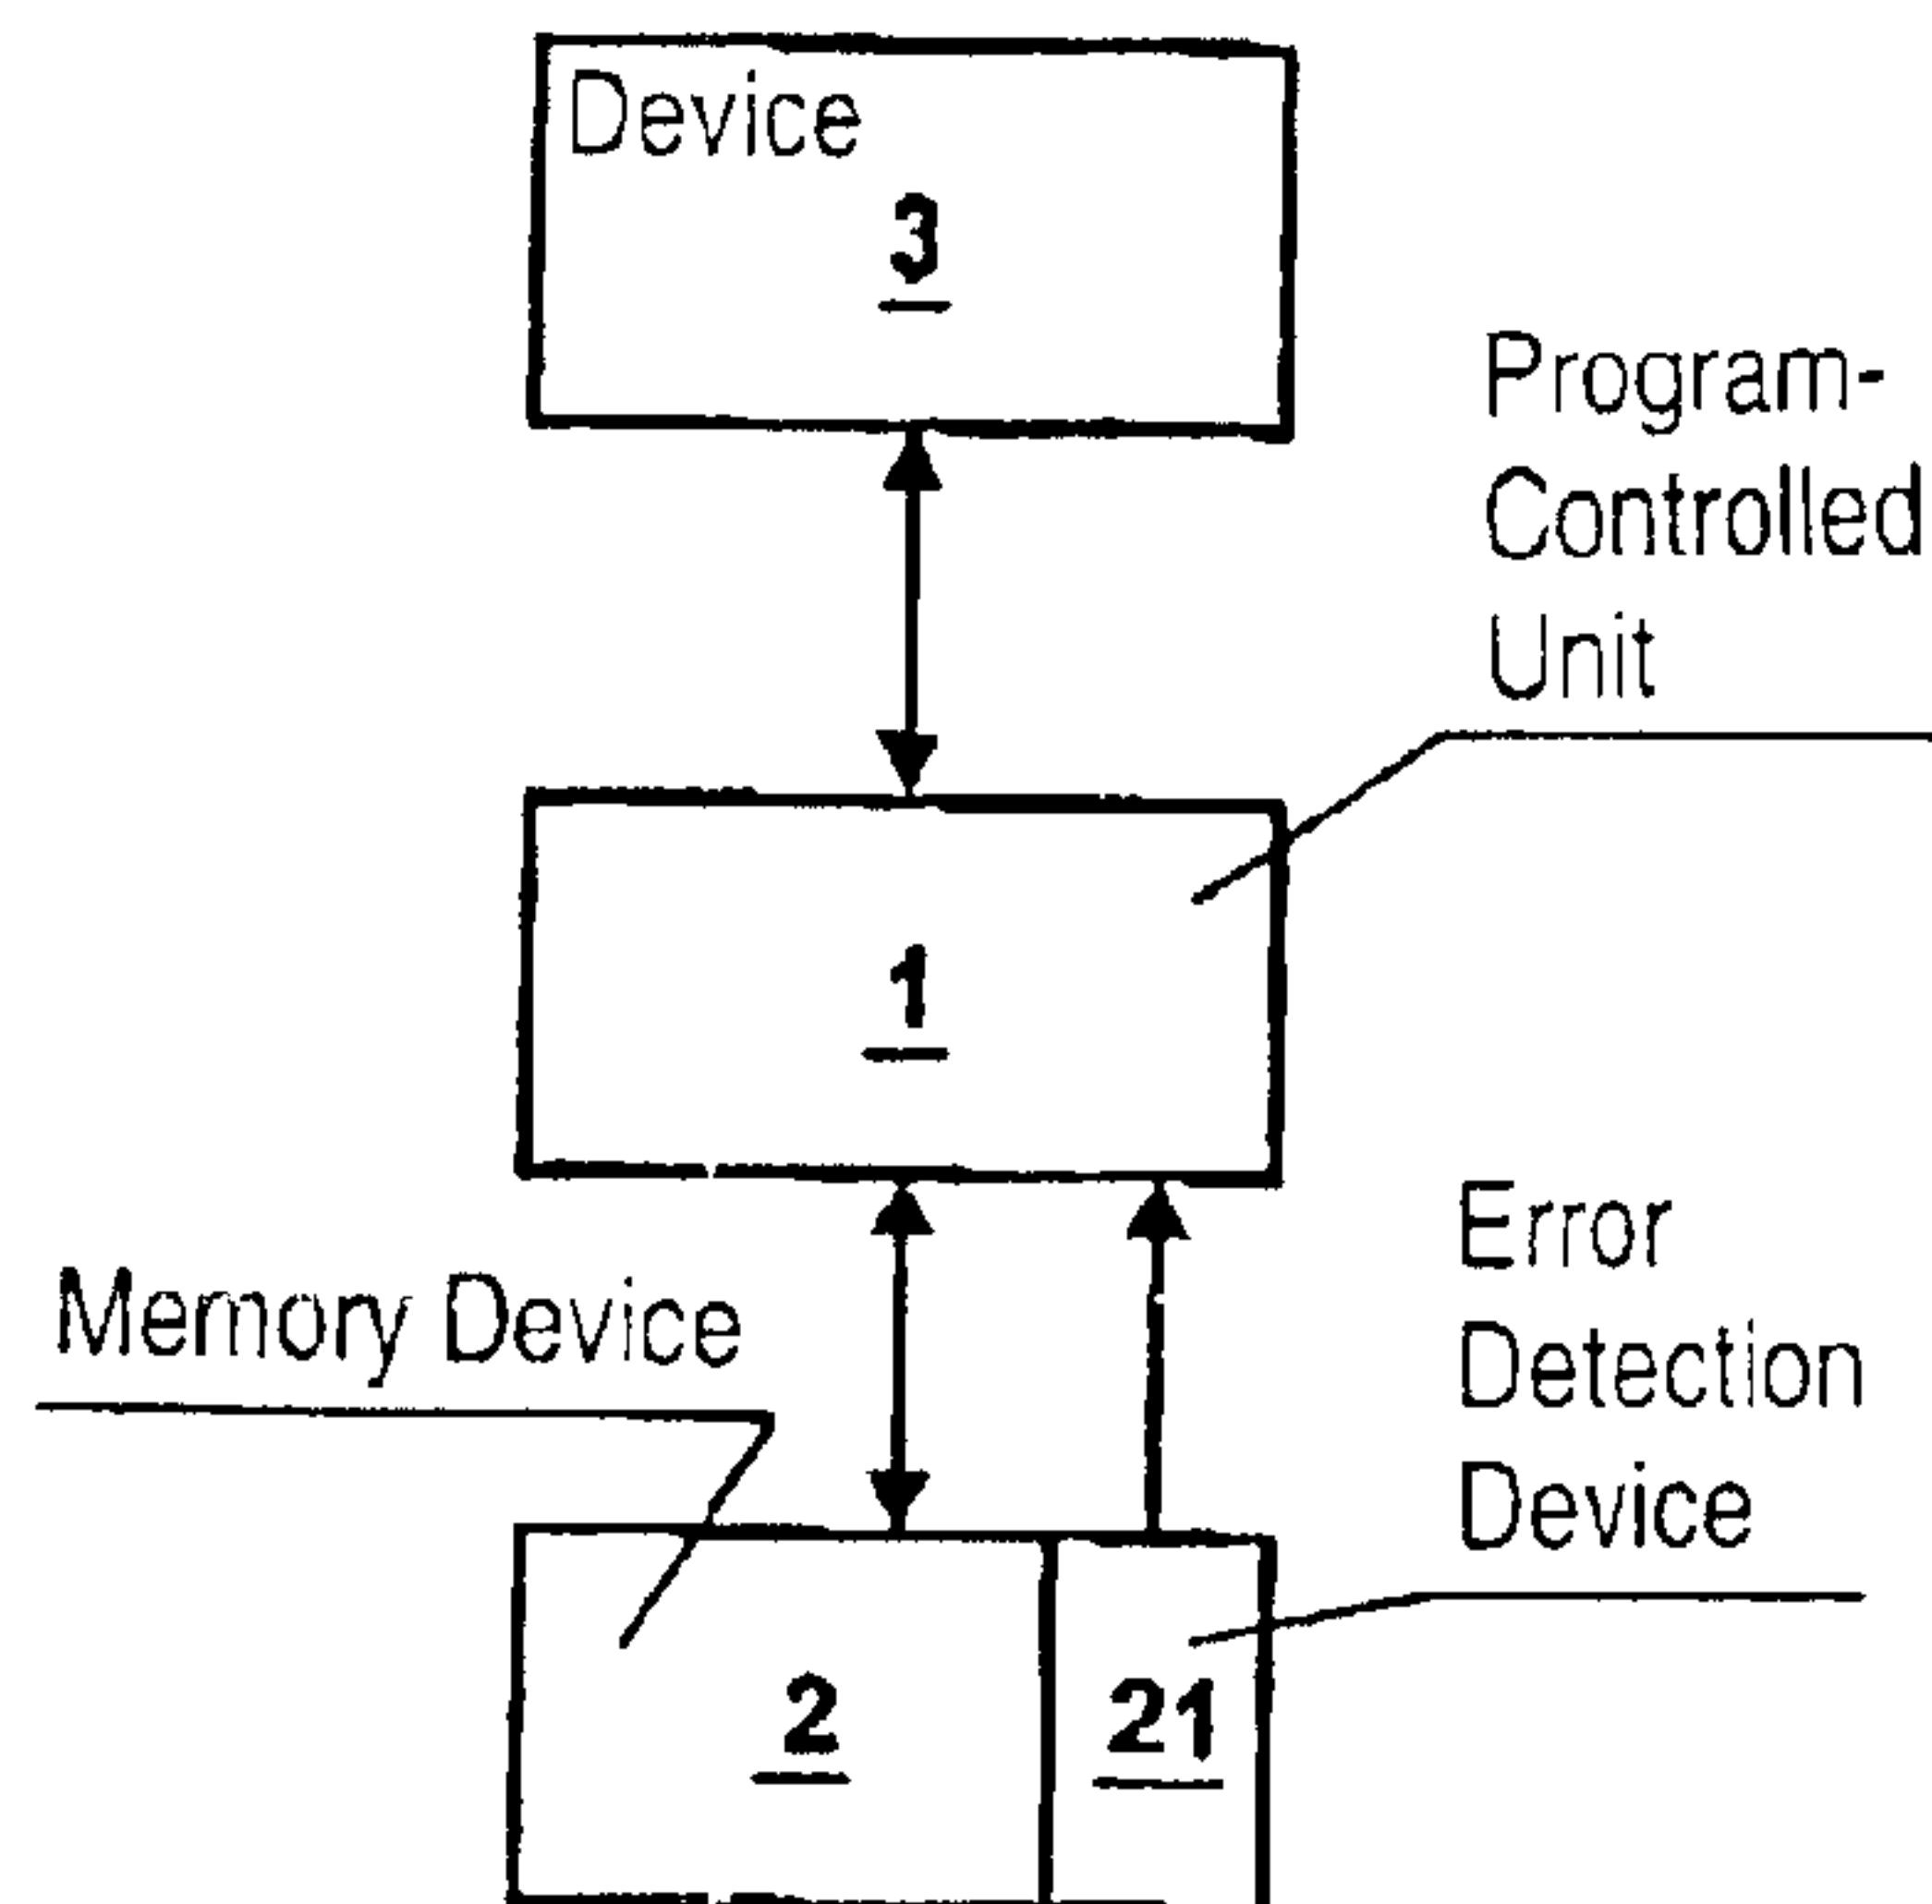 Device
3
Program-
Controlled
Unit
1
Error
Detection
Device
Memory Device
2
21